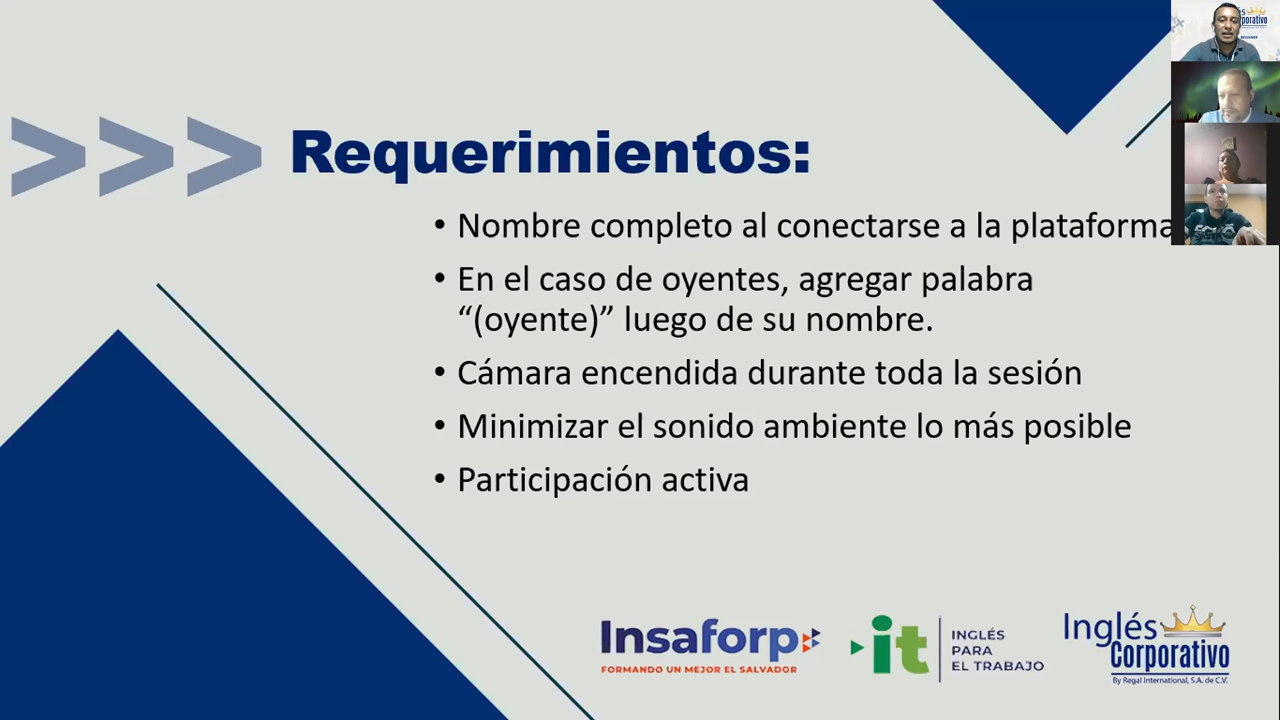 >>> Requerimientos:
• Nombre completo al conectarse a la plataforma
• En el caso de oyentes, agregar palabra
“(oyente)” luego de su nombre.
• Cámara encendida durante toda la sesión
• Minimizar el sonido ambiente lo más posible
• Participación activa
Insaforp
FORMANDO UN MEJOR EL SALVADOR
it
INGLÉS
PARA
EL TRABAJO
Inglés
Corporativo
By Regal International, S.A. de C.V.